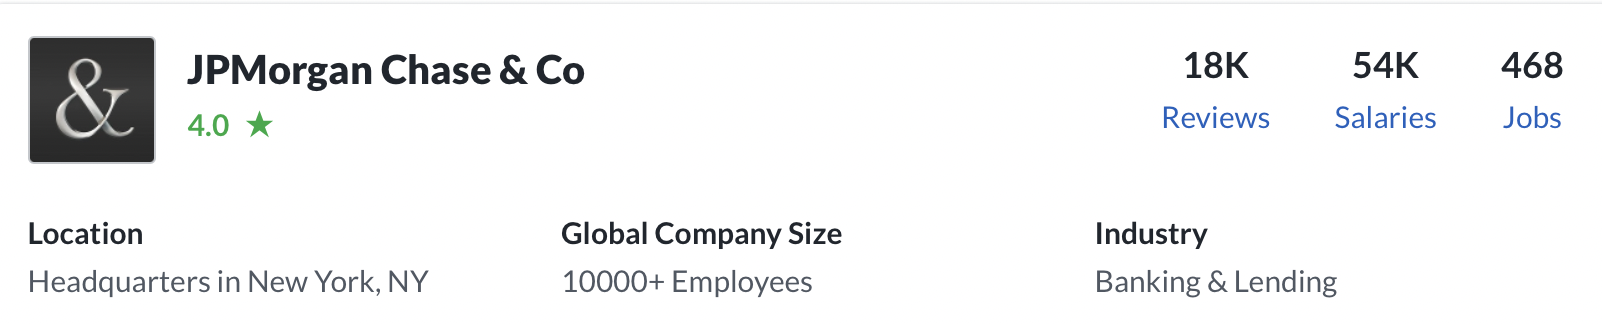 &
JPMorgan Chase & Co
4.0 ★
18K
Reviews
54K
Salaries
468
Jobs
Location
Headquarters in New York, NY
Global Company Size
10000+ Employees
Industry
Banking & Lending